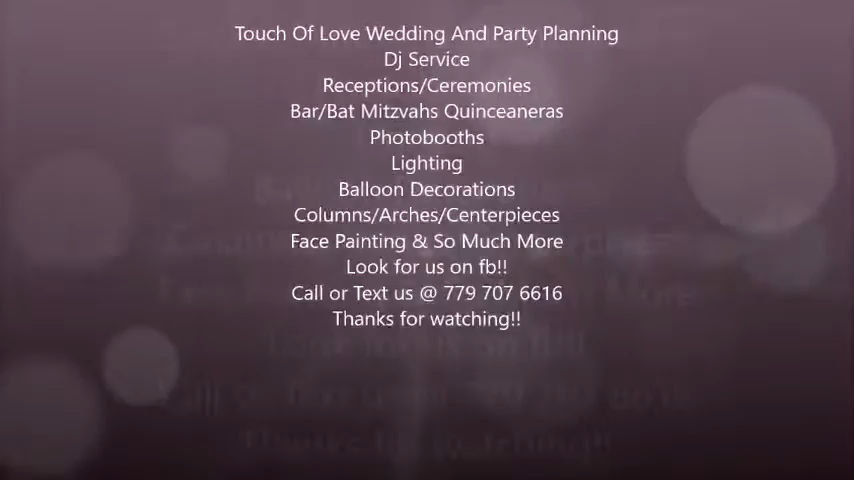 Touch Of Love Wedding And Party Planning
Dj Service
Receptions/Ceremonies
Bar/Bat Mitzvahs Quinceaneras
Photobooths
Lighting
Balloon Decorations
Columns/Arches/Centerpieces
Face Painting & So Much More
Look for us on fb!!
Call or Text us @ 779 707 6616
Thanks for watching!!